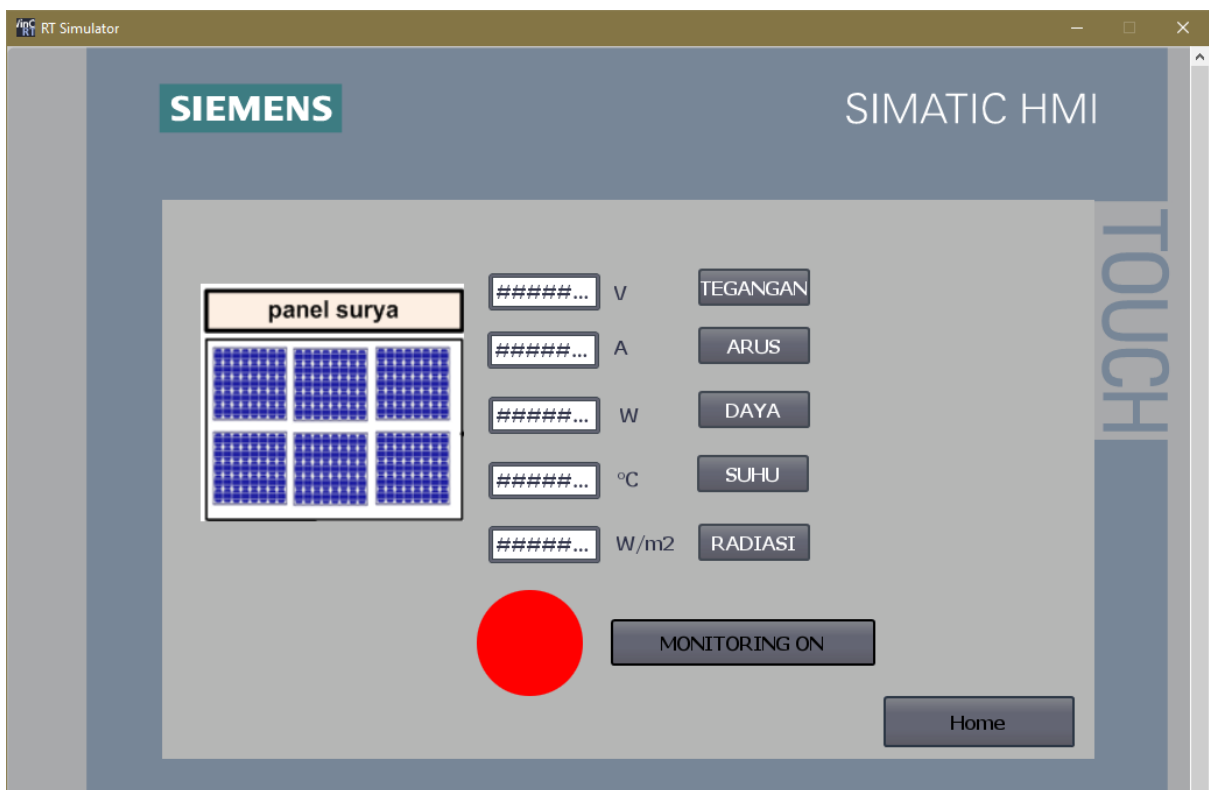 RT Simulator
SIEMENS
SIMATIC HMI
TOUCH
panel surya
#####... V TEGANGAN
#####... A ARUS
#####... W DAYA
#####... °C SUHU
#####... W/m2 RADIASI
MONITORING ON
Home